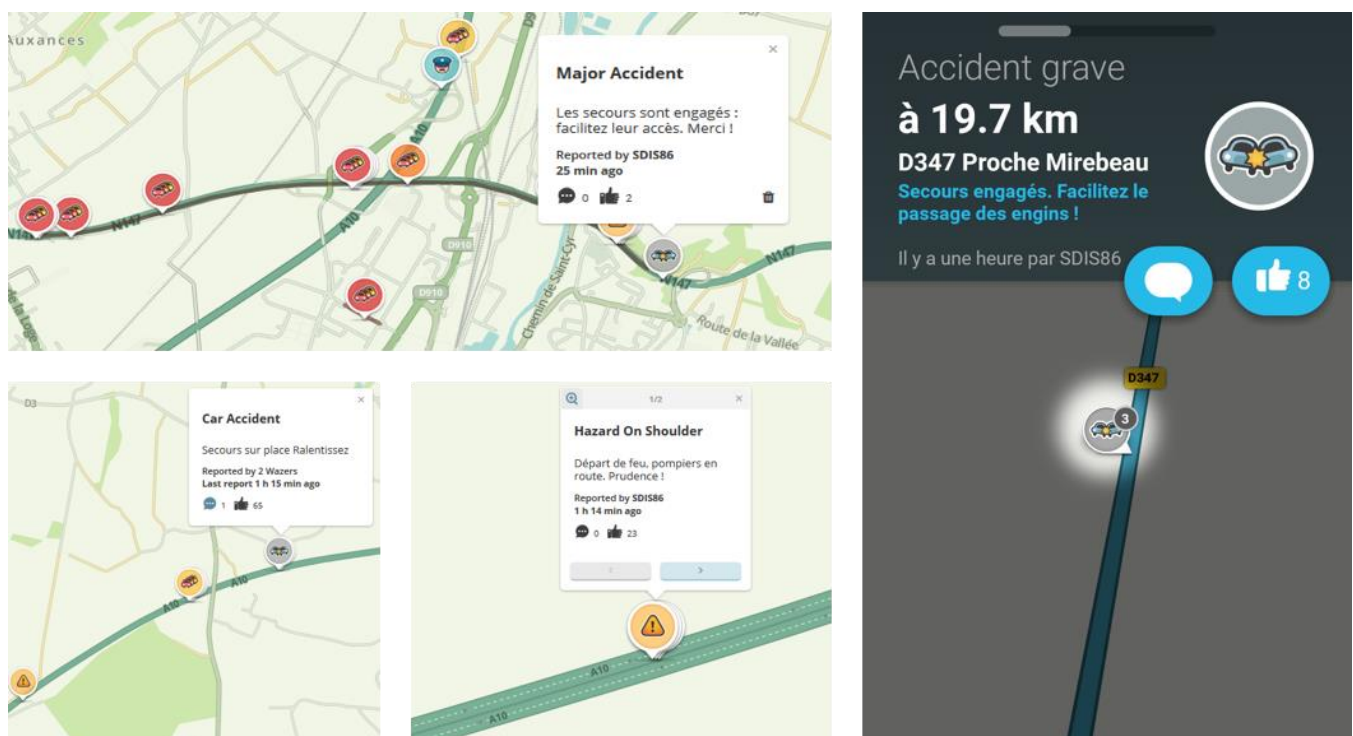 Auxances
A10
N147
N147
A10
D910
D910
Chemin de Saint-Cyr
N147
N147
Route de la Vallée
de la Loge
Major Accident
Les secours sont engagés :
facilitez leur accès. Merci !
Reported by SDIS86
25 min ago
0 2
D3
Car Accident
Secours sur place Ralentissez
Reported by 2 Wazers
Last report 1 h 15 min ago
1 65
A10
A10
1/2
Hazard On Shoulder
Départ de feu, pompiers en
route. Prudence !
Reported by SDIS86
1 h 14 min ago
0 23
A10
A10
Accident grave
à 19.7 km
D347 Proche Mirebeau
Secours engagés. Facilitez le
passage des engins !
Il y a une heure par SDIS86
8
D347
3